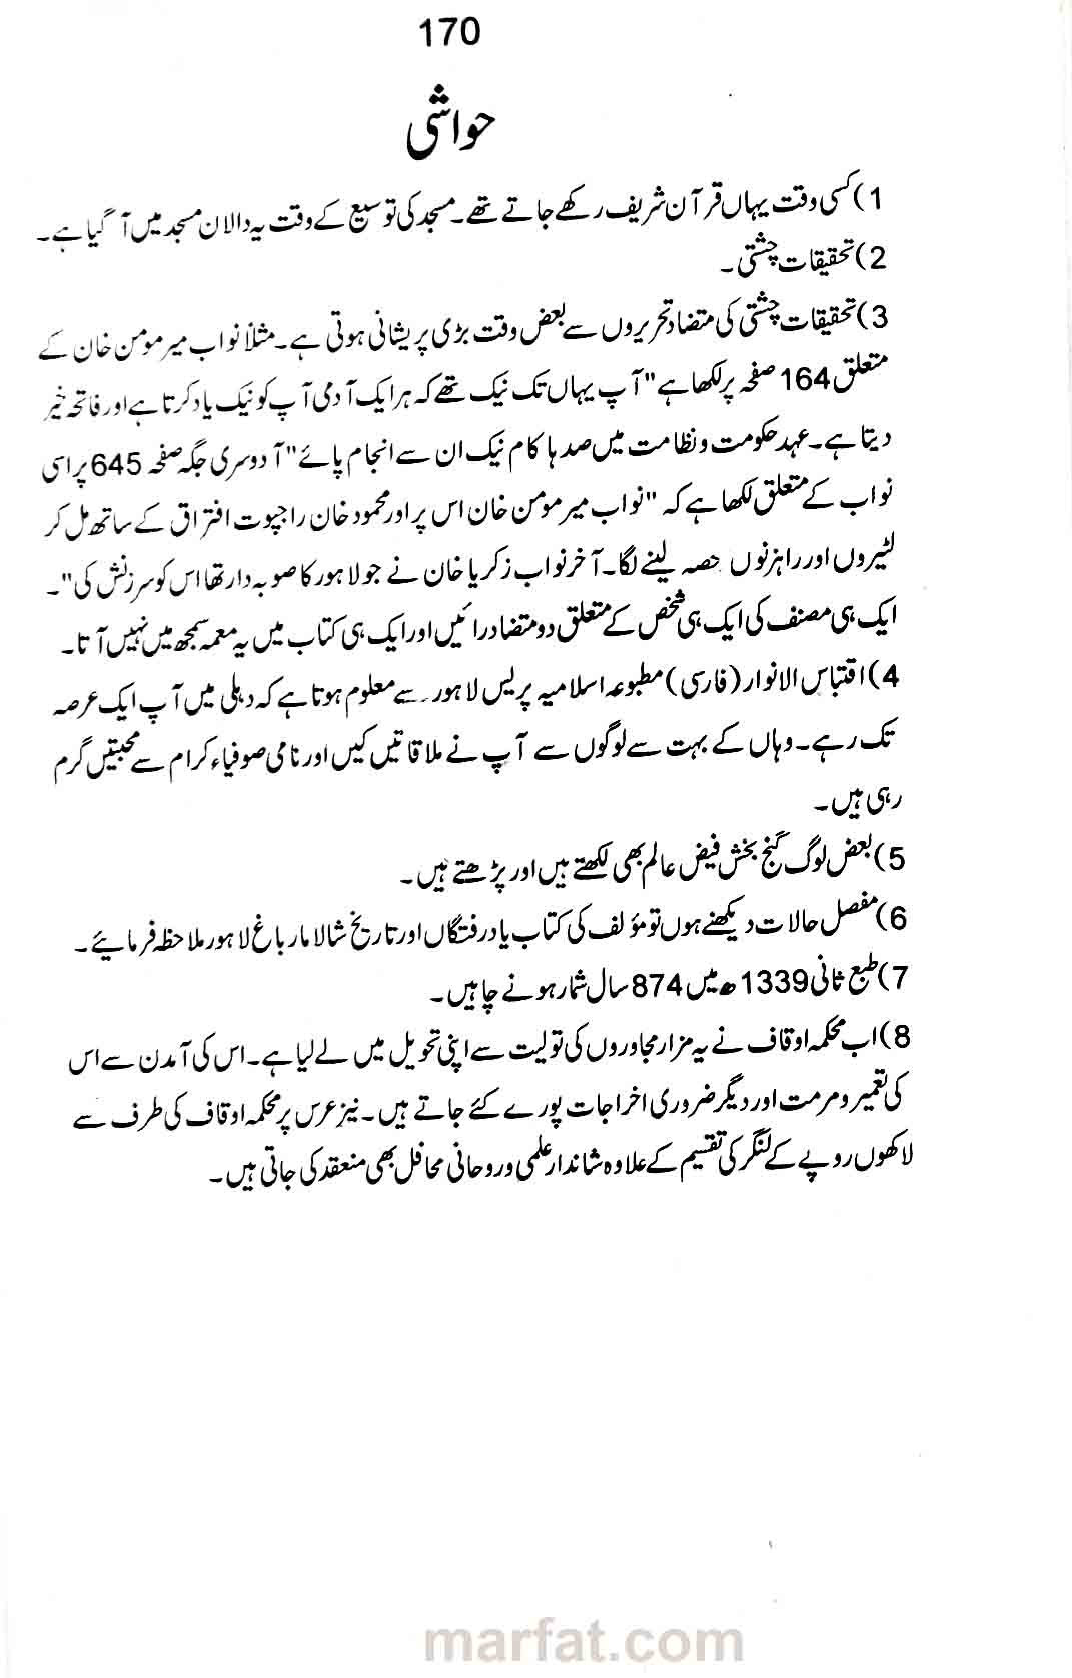 170
حواشی
1) کسی وقت یہاں قرآن شریف رکھے جاتے تھے۔ مسجد کی توسیع کے وقت یہ دالان مسجد میں آ گیا ہے۔
2) تحقیقات چشتی۔
3) تحقیقات چشتی کی متضاد تحریروں سے بعض وقت بڑی پریشانی ہوتی ہے۔ مثلاً نواب میر مومن خان کے
متعلق 164 صفحہ پر لکھا ہے "آپ یہاں تک نیک تھے کہ ہر ایک آدمی آپ کو نیک یاد کرتا ہے اور فاتحہ خیر
دیتا ہے۔ عہد حکومت و نظامت میں صدہا کام نیک ان سے انجام پائے" آ دوسری جگہ صفحہ 645 پر اسی
نواب کے متعلق لکھا ہے کہ "نواب میر مومن خان اس پر اور محمود خان راجپوت افتراق کے ساتھ مل کر
لٹیروں اور راہزنوں حصہ لینے لگا۔ آخر نواب زکریا خان نے جو لاہور کا صوبہ دار تھا اس کو سرزنش کی"۔
ایک ہی مصنف کی ایک ہی شخص کے متعلق دو متضاد رائیں اور ایک ہی کتاب میں یہ معمہ سمجھ میں نہیں آتا۔
4) اقتباس الانوار (فارسی) مطبوعہ اسلامیہ پریس لاہور سے معلوم ہوتا ہے کہ دہلی میں آپ ایک عرصہ
تک رہے۔ وہاں کے بہت سے لوگوں سے آپ نے ملاقاتیں کیں اور نامی صوفیاء کرام سے محبتیں گرم
رہی ہیں۔
5) بعض لوگ گنج بخش فیض عالم بھی لکھتے ہیں اور پڑھتے ہیں۔
6) مفصل حالات دیکھنے ہوں تو مؤلف کی کتاب یاد رفتگاں اور تاریخ شالا مار باغ لاہور ملاحظہ فرمائیے۔
7) طبع ثانی 1339ھ میں 874 سال شمار ہونے چاہیں۔
8) اب محکمہ اوقاف نے یہ مزار مجاوروں کی تولیت سے اپنی تحویل میں لے لیا ہے۔ اس کی آمدن سے اس
کی تعمیر و مرمت اور دیگر ضروری اخراجات پورے کئے جاتے ہیں۔ نیز عرس پر محکمہ اوقاف کی طرف سے
لاکھوں روپے کے لنگر کی تقسیم کے علاوہ شاندار علمی و روحانی محافل بھی منعقد کی جاتی ہیں۔
marfat.com